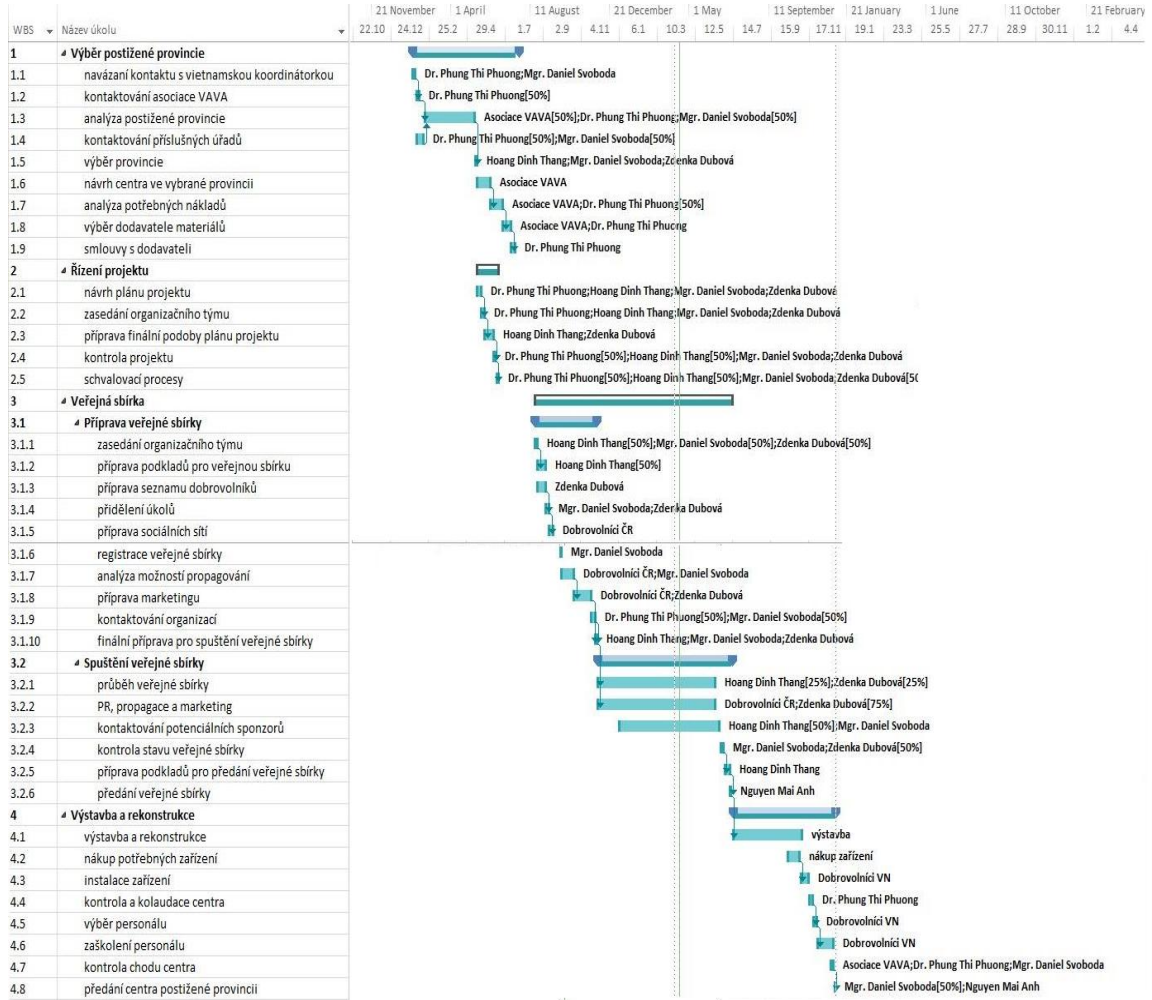 21 November 1 April 11 August 21 December 1 May 11 September 21 January 1 June 11 October 21 February
WBS Název úkolu 22.10 24.12 25.2 29.4 1.7 2.9 4.11 6.1 10.3 12.5 14.7 15.9 17.11 19.1 23.3 25.5 27.7 28.9 30.11 1.2 4.4
1 Výběr postižené provincie
1.1 navázaní kontaktu s vietnamskou koordinátorkou Dr. Phung Thi Phuong;Mgr. Daniel Svoboda
1.2 kontaktování asociace VAVA Dr. Phung Thi Phuong[50%]
1.3 analýza postižené provincie Asociace VAVA[50%];Dr. Phung Thi Phuong;Mgr. Daniel Svoboda[50%]
1.4 kontaktování příslušných úřadů Dr. Phung Thi Phuong[50%];Mgr. Daniel Svoboda[50%]
1.5 výběr provincie Hoang Dinh Thang;Mgr. Daniel Svoboda;Zdenka Dubová
1.6 návrh centra ve vybrané provincii Asociace VAVA
1.7 analýza potřebných nákladů Asociace VAVA;Dr. Phung Thi Phuong[50%]
1.8 výběr dodavatele materiálů Asociace VAVA;Dr. Phung Thi Phuong
1.9 smlouvy s dodavateli Dr. Phung Thi Phuong
2 Řízení projektu
2.1 návrh plánu projektu Dr. Phung Thi Phuong;Hoang Dinh Thang;Mgr. Daniel Svoboda;Zdenka Dubová
2.2 zasedání organizačního týmu Dr. Phung Thi Phuong;Hoang Dinh Thang;Mgr. Daniel Svoboda;Zdenka Dubová
2.3 příprava finální podoby plánu projektu Hoang Dinh Thang;Zdenka Dubová
2.4 kontrola projektu Dr. Phung Thi Phuong[50%];Hoang Dinh Thang[50%];Mgr. Daniel Svoboda;Zdenka Dubová
2.5 schvalovací procesy Dr. Phung Thi Phuong[50%];Hoang Dinh Thang[50%];Mgr. Daniel Svoboda;Zdenka Dubová[50
3 Veřejná sbírka
3.1 Příprava veřejné sbírky
3.1.1 zasedání organizačního týmu Hoang Dinh Thang[50%];Mgr. Daniel Svoboda[50%];Zdenka Dubová[50%]
3.1.2 příprava podkladů pro veřejnou sbírku Hoang Dinh Thang[50%]
3.1.3 příprava seznamu dobrovolníků Zdenka Dubová
3.1.4 přidělení úkolů Mgr. Daniel Svoboda;Zdenka Dubová
3.1.5 příprava sociálních sítí Dobrovolníci ČR
3.1.6 registrace veřejné sbírky Mgr. Daniel Svoboda
3.1.7 analýza možností propagování Dobrovolníci ČR;Mgr. Daniel Svoboda
3.1.8 příprava marketingu Dobrovolníci ČR;Zdenka Dubová
3.1.9 kontaktování organizací Dr. Phung Thi Phuong[50%];Mgr. Daniel Svoboda[50%]
3.1.10 finální příprava pro spuštění veřejné sbírky Hoang Dinh Thang;Mgr. Daniel Svoboda;Zdenka Dubová
3.2 Spuštění veřejné sbírky
3.2.1 průběh veřejné sbírky Hoang Dinh Thang[25%];Zdenka Dubová[25%]
3.2.2 PR, propagace a marketing Dobrovolníci ČR;Zdenka Dubová[75%]
3.2.3 kontaktování potenciálních sponzorů Hoang Dinh Thang[50%];Mgr. Daniel Svoboda
3.2.4 kontrola stavu veřejné sbírky Mgr. Daniel Svoboda;Zdenka Dubová[50%]
3.2.5 příprava podkladů pro předání veřejné sbírky Hoang Dinh Thang
3.2.6 předání veřejné sbírky Nguyen Mai Anh
4 Výstavba a rekonstrukce
4.1 výstavba a rekonstrukce výstavba
4.2 nákup potřebných zařízení nákup zařízení
4.3 instalace zařízení Dobrovolníci VN
4.4 kontrola a kolaudace centra Dr. Phung Thi Phuong
4.5 výběr personálu Dobrovolníci VN
4.6 zaškolení personálu Dobrovolníci VN
4.7 kontrola chodu centra Asociace VAVA;Dr. Phung Thi Phuong;Mgr. Daniel Svoboda
4.8 předání centra postižené provincii Mgr. Daniel Svoboda[50%];Nguyen Mai Anh